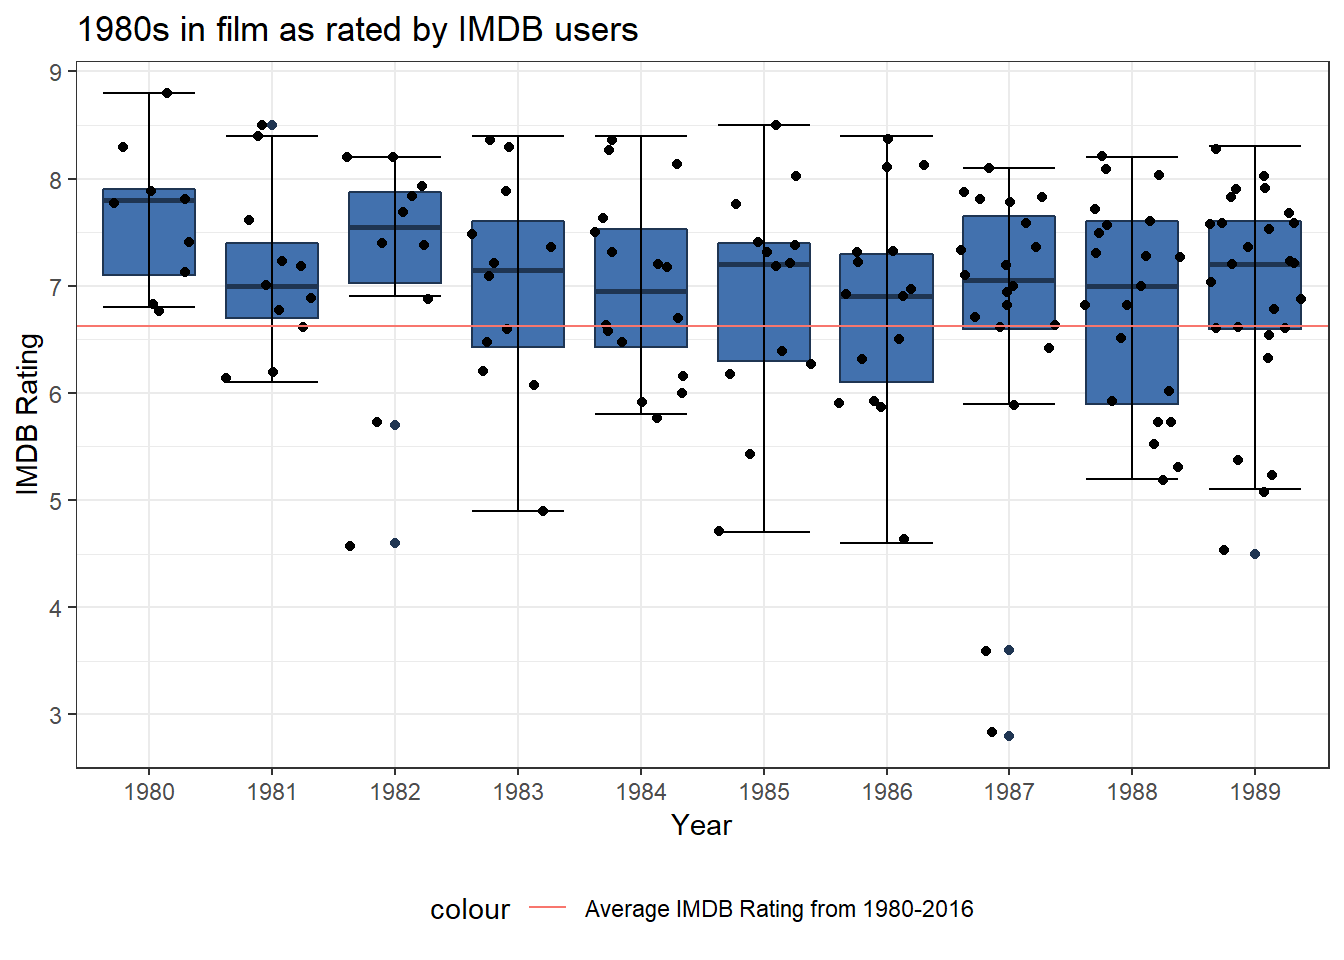 1980s in film as rated by IMDB users
IMDB Rating
9
8
7
6
5
4
3
1980 1981 1982 1983 1984 1985 1986 1987 1988 1989
Year
colour Average IMDB Rating from 1980-2016